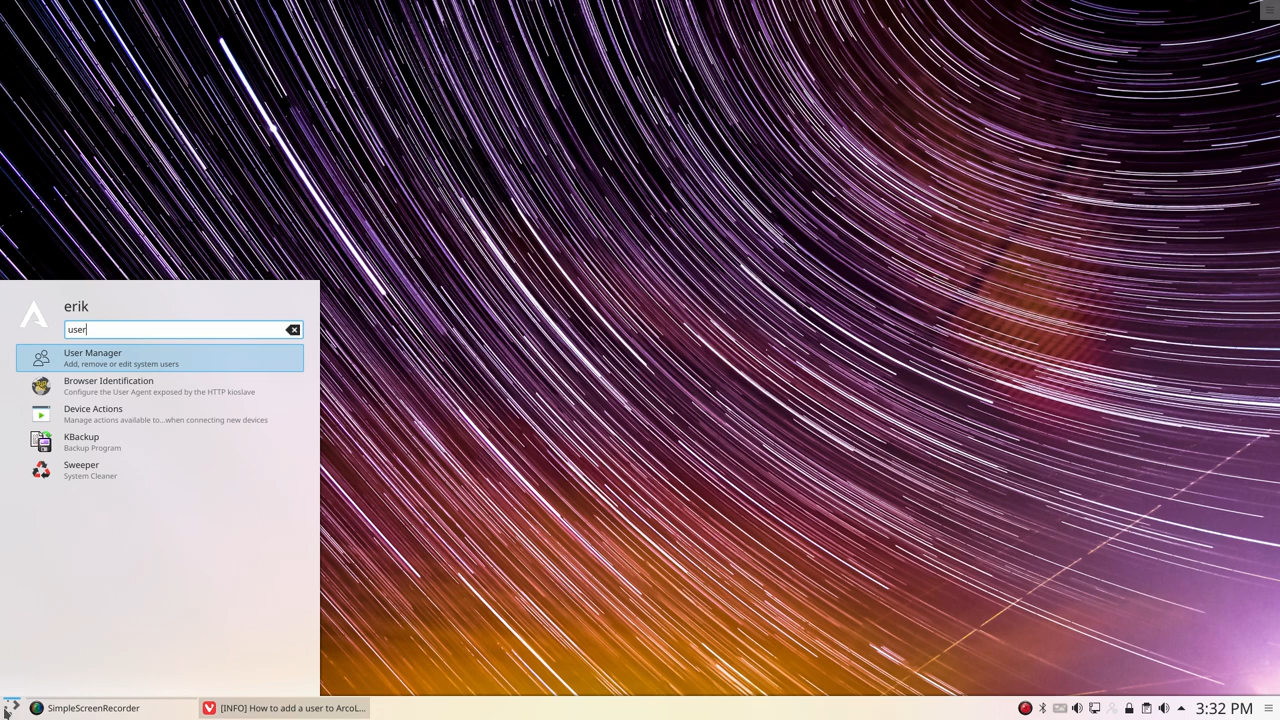 erik
user
User Manager
Add, remove or edit system users
Browser Identification
Configure the User Agent exposed by the HTTP kioslave
Device Actions
Manage actions available to...when connecting new devices
KBackup
Backup Program
Sweeper
System Cleaner
SimpleScreenRecorder
[INFO] How to add a user to ArcoL...
3:32 PM